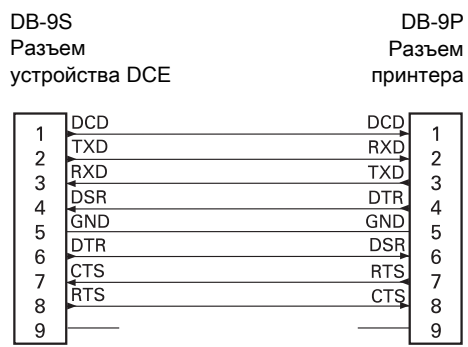 DB-9S
Разъем
устройства DCE
DB-9P
Разъем
принтера
1 DCD DCD 1
2 TXD RXD 2
3 RXD TXD 3
4 DSR DTR 4
5 GND GND 5
6 DTR DSR 6
7 CTS RTS 7
8 RTS CTS 8
9 9